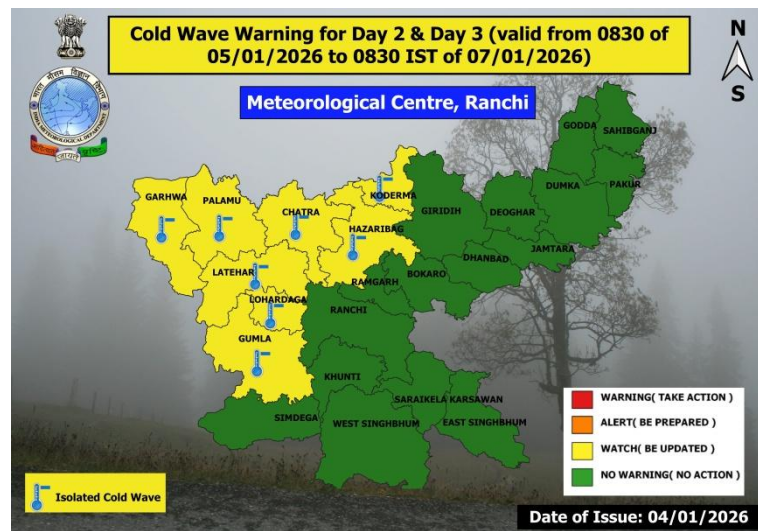 Cold Wave Warning for Day 2 & Day 3 (valid from 0830 of
05/01/2026 to 0830 IST of 07/01/2026)
N
S
Meteorological Centre, Ranchi
GODDA
SAHIBGANJ
DUMKA
PAKUR
KODERMA
GARHWA
PALAMU
CHATRA
GIRIDIH
DEOGHAR
HAZARIBAG
JAMTARA
DHANBAD
LATEHAR
BOKARO
RAMGARH
LOHARDAGA
RANCHI
GUMLA
KHUNTI
SARAIKELA KARSAWAN
SIMDEGA
WEST SINGHBHUM
EAST SINGHBHUM
WARNING( TAKE ACTION )
ALERT( BE PREPARED )
WATCH( BE UPDATED )
NO WARNING( NO ACTION )
Isolated Cold Wave
Date of Issue: 04/01/2026